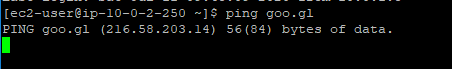 [ec2-user@ip-10-0-2-250 ~]$ ping goo.gl
PING goo.gl (216.58.203.14) 56(84) bytes of data.